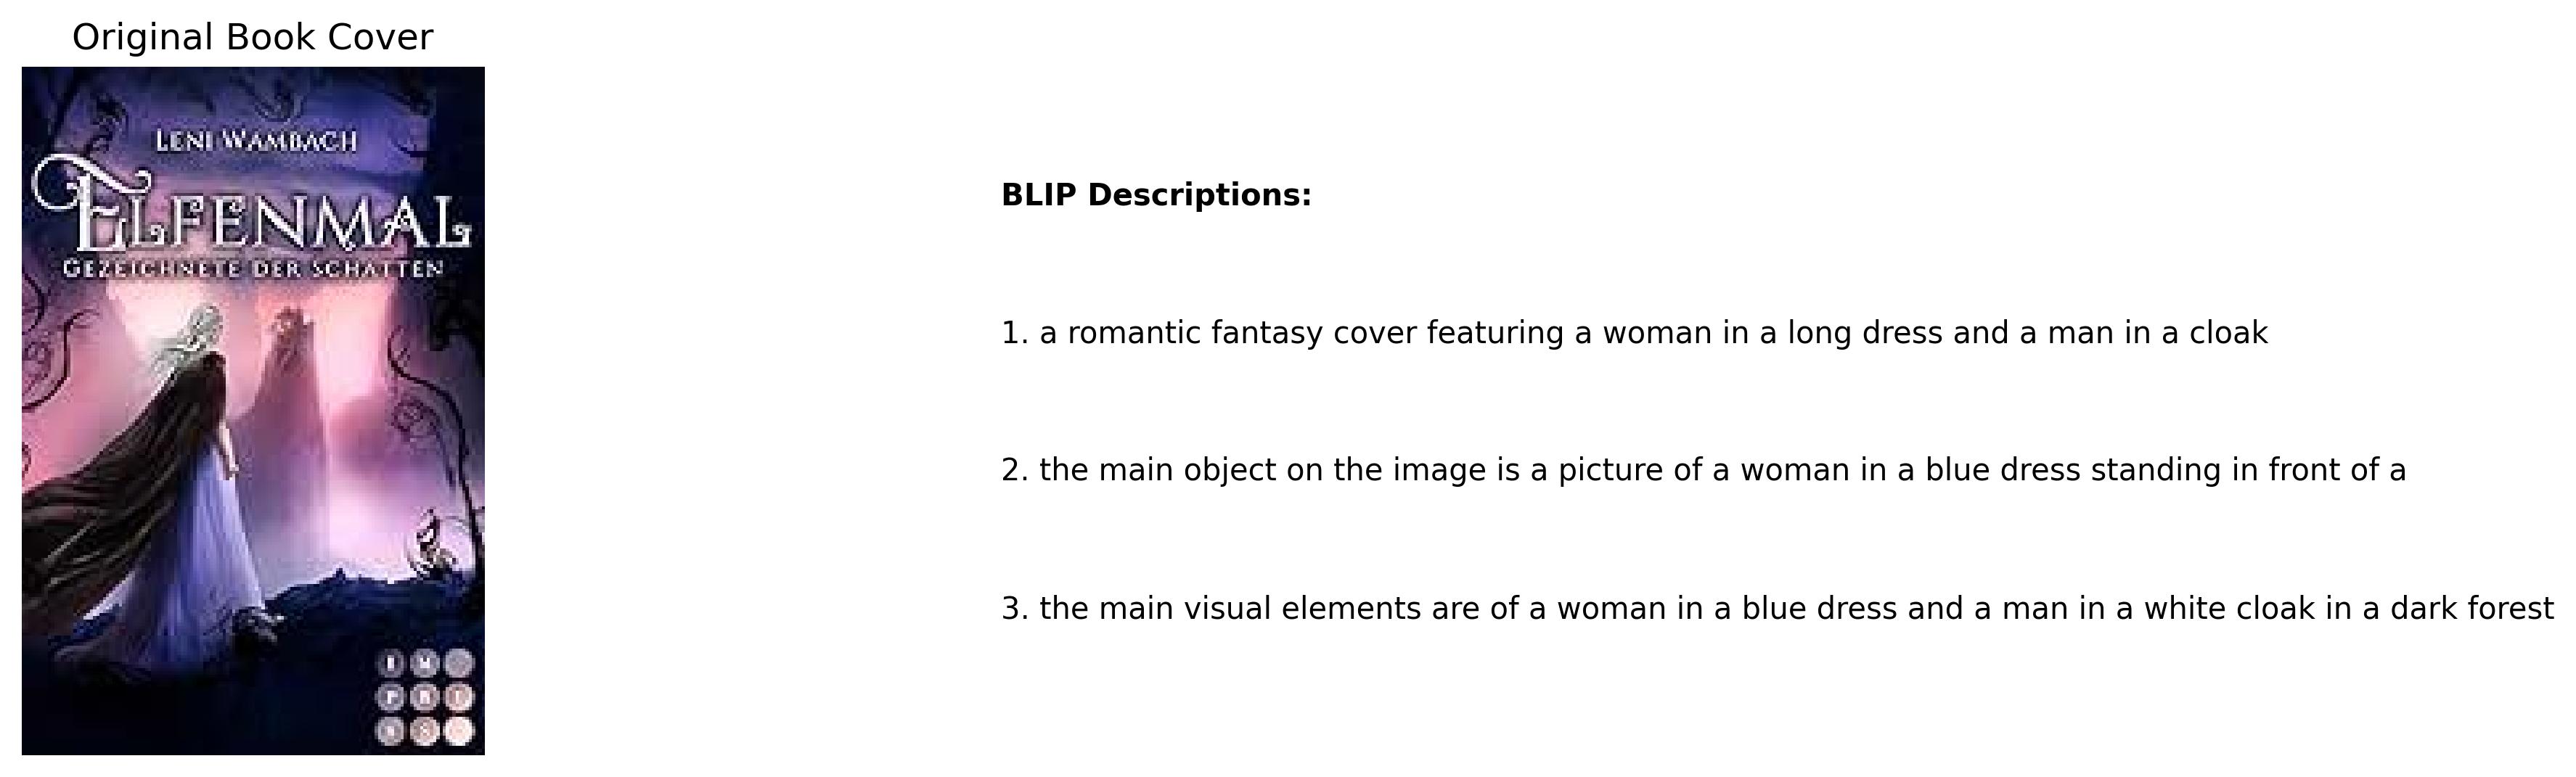 Original Book Cover
LENI WAMBACH
ELFENMAL
GEZEICHNETE DER SCHATTEN
I M
P R E
S S
BLIP Descriptions:
1. a romantic fantasy cover featuring a woman in a long dress and a man in a cloak
2. the main object on the image is a picture of a woman in a blue dress standing in front of a
3. the main visual elements are of a woman in a blue dress and a man in a white cloak in a dark forest